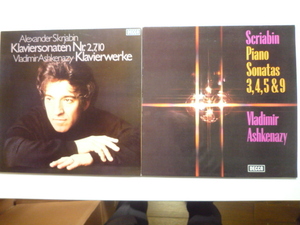 Alexander Skrjabin
Klaviersonaten Nr 2,7,10
Vladimir Ashkenazy Klavierwerke
DECCA
Scriabin
Piano
Sonatas
3, 4, 5 & 9
Vladimir
Ashkenazy
DECCA